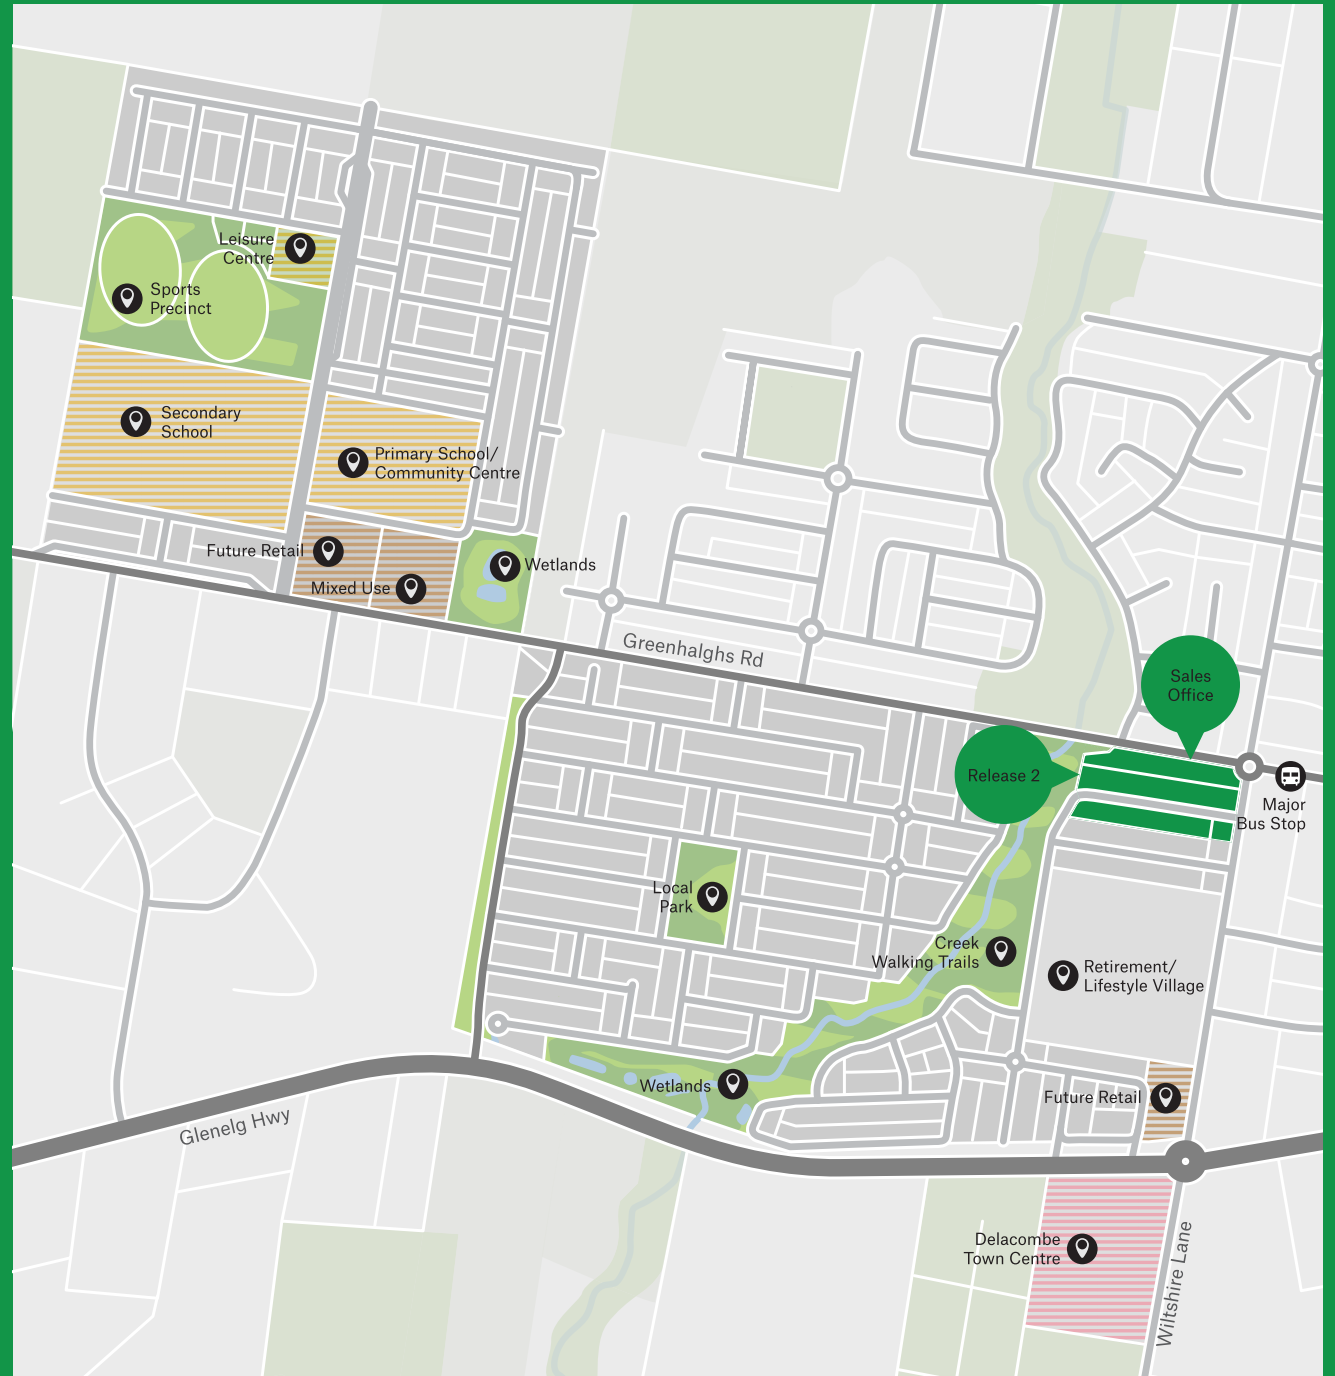 Leisure
Centre
Sports
Precinct
Secondary
School
Primary School/
Community Centre
Future Retail
Mixed Use
Wetlands
Greenhalghs Rd
Sales
Office
Release 2
Major
Bus Stop
Local
Park
Creek
Walking Trails
Retirement/
Lifestyle Village
Wetlands
Future Retail
Glenelg Hwy
Delacombe
Town Centre
Wiltshire Lane